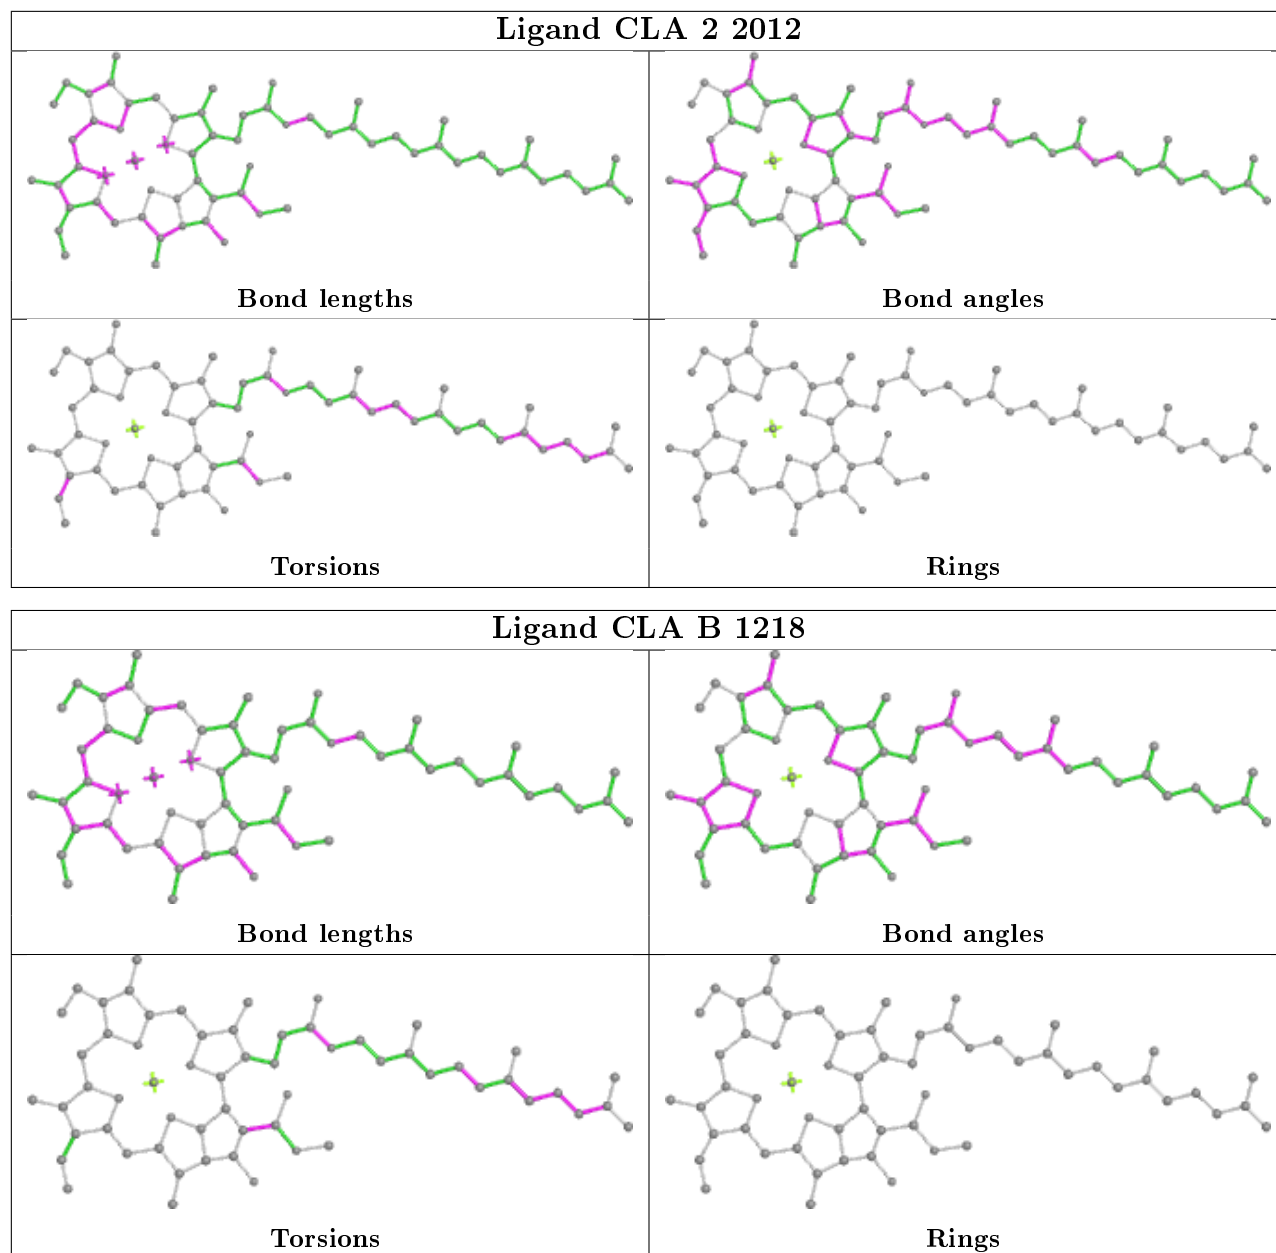 Ligand CLA 2 2012
Bond lengths
Bond angles
Torsions
Rings
Ligand CLA B 1218
Bond lengths
Bond angles
Torsions
Rings